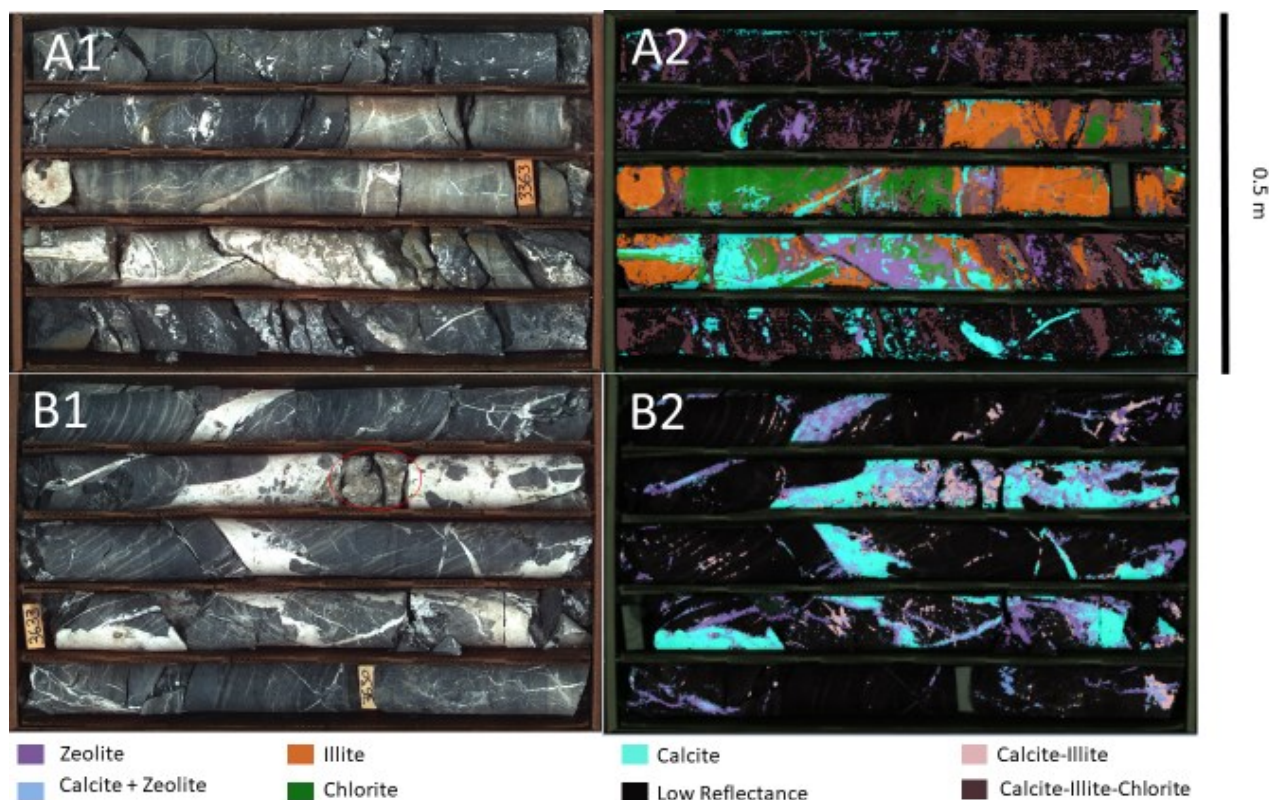 A1
A2
3363
0.5 m
B1
B2
3633
3630
Zeolite
Illite
Calcite
Calcite-Illite
Calcite + Zeolite
Chlorite
Low Reflectance
Calcite-Illite-Chlorite